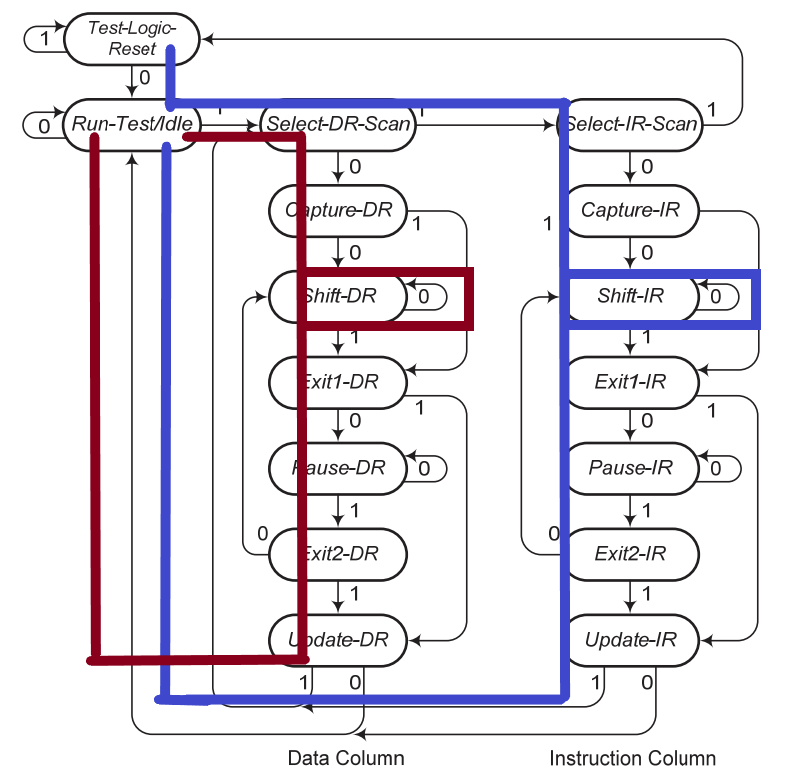 Test-Logic-
Reset
1
0
Run-Test/Idle
0
1
Select-DR-Scan
1
Select-IR-Scan
1
0
0
Capture-DR
1
Capture-IR
1
0
0
Shift-DR
0
Shift-IR
0
1
1
Exit1-DR
1
Exit1-IR
1
0
0
Pause-DR
0
Pause-IR
0
1
1
0
Exit2-DR
0
Exit2-IR
1
1
Update-DR
Update-IR
1
0
1
0
Data Column
Instruction Column